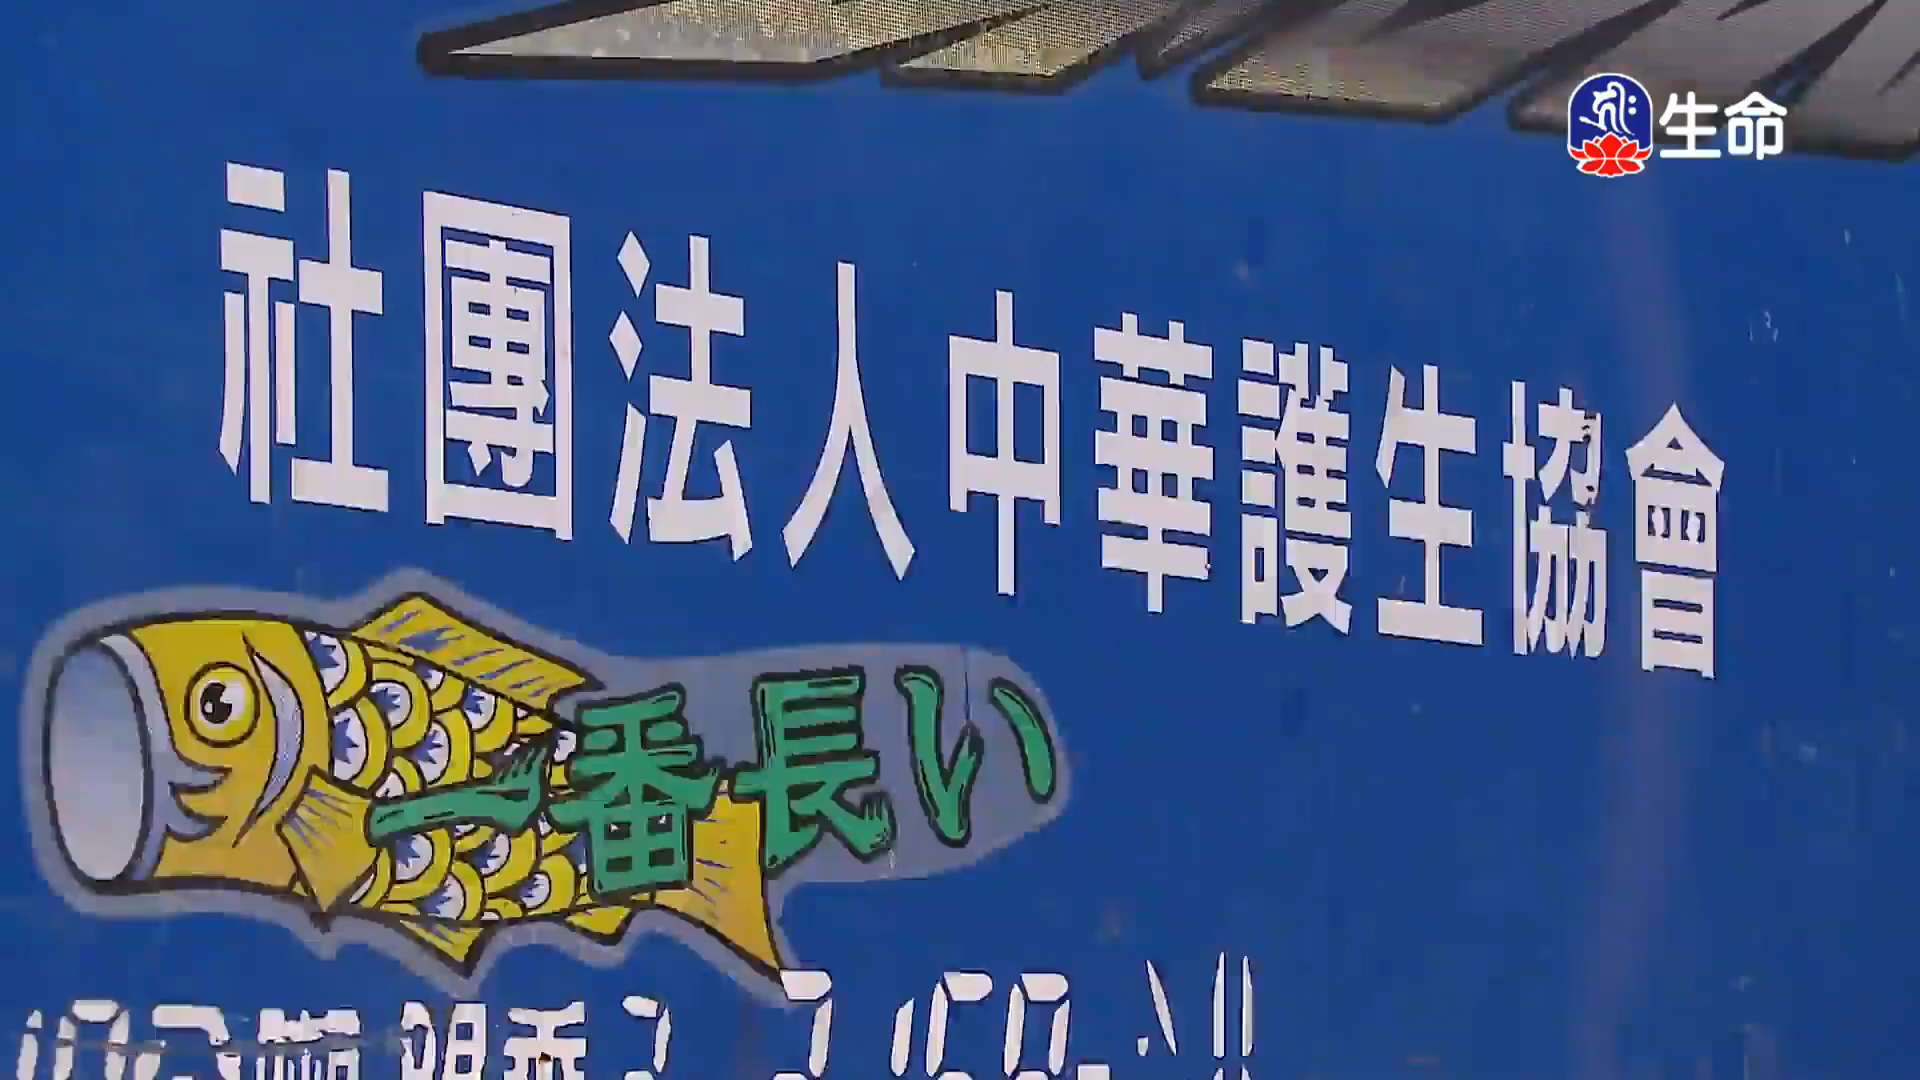 生命
社團法人中華護生協會
一番長い